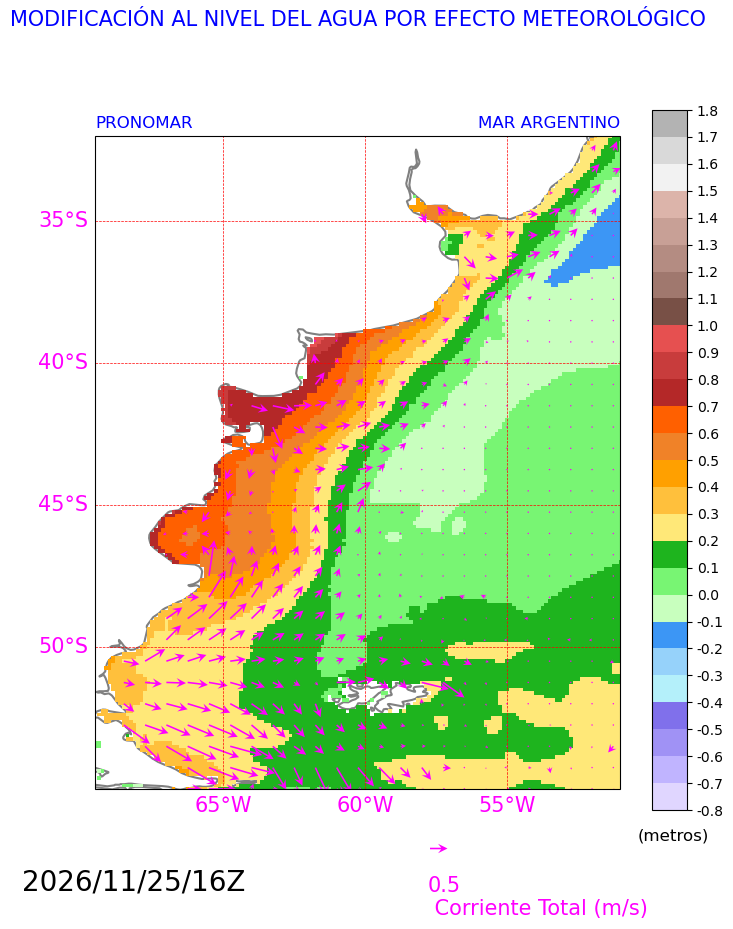 MODIFICACIÓN AL NIVEL DEL AGUA POR EFECTO METEOROLÓGICO
PRONOMAR MAR ARGENTINO
35°S
40°S
45°S
50°S
65°W 60°W 55°W
1.8
1.7
1.6
1.5
1.4
1.3
1.2
1.1
1.0
0.9
0.8
0.7
0.6
0.5
0.4
0.3
0.2
0.1
0.0
-0.1
-0.2
-0.3
-0.4
-0.5
-0.6
-0.7
-0.8
(metros)
2026/11/25/16Z
0.5
Corriente Total (m/s)